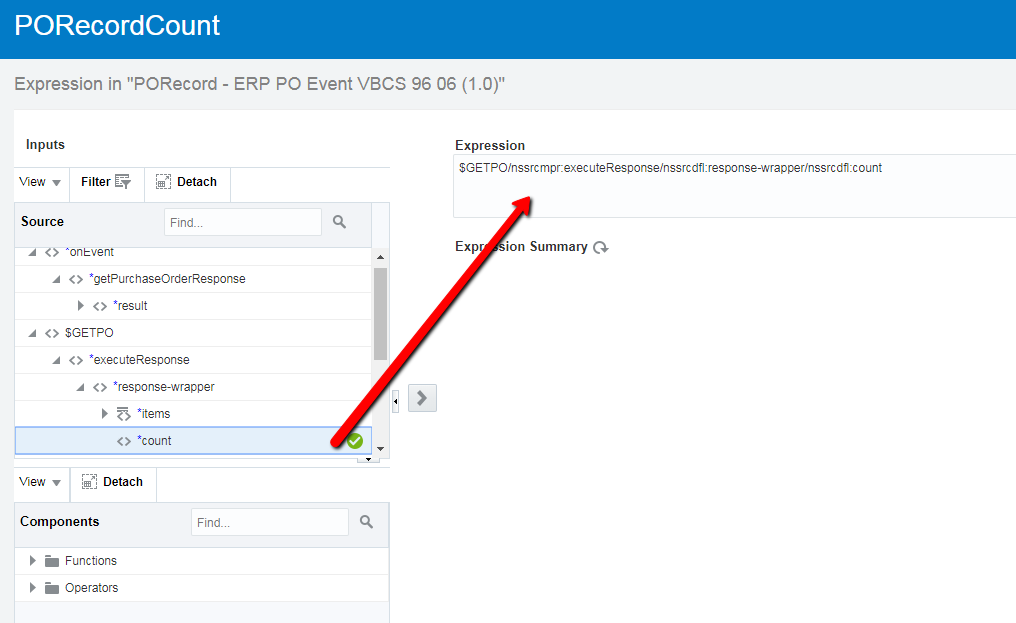 PORecordCount
Expression in "PORecord - ERP PO Event VBCS 96 06 (1.0)"
Inputs
View Filter Detach
Source Find...
*onEvent
*getPurchaseOrderResponse
*result
$GETPO
*executeResponse
*response-wrapper
*items
*count
View Detach
Components Find...
Functions
Operators
Expression
$GETPO/nssrcmpr:executeResponse/nssrcdfl:response-wrapper/nssrcdfl:count
Expression Summary